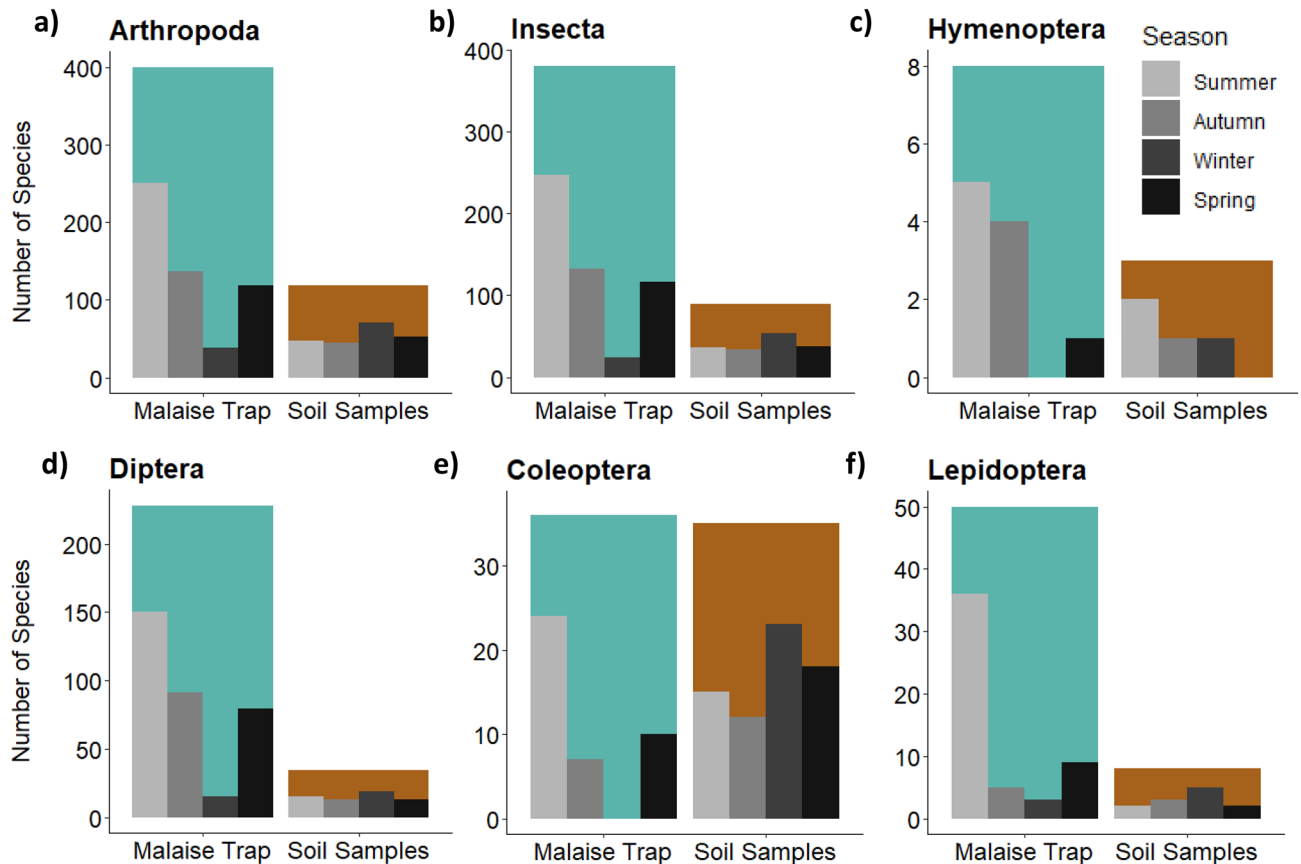 a) Arthropoda
Number of Species
400
300
200
100
0
Malaise Trap Soil Samples
b) Insecta
400
300
200
100
0
Malaise Trap Soil Samples
c) Hymenoptera
8
6
4
2
0
Malaise Trap Soil Samples
Season
Summer
Autumn
Winter
Spring
d) Diptera
Number of Species
200
150
100
50
0
Malaise Trap Soil Samples
e) Coleoptera
30
20
10
0
Malaise Trap Soil Samples
f) Lepidoptera
50
40
30
20
10
0
Malaise Trap Soil Samples